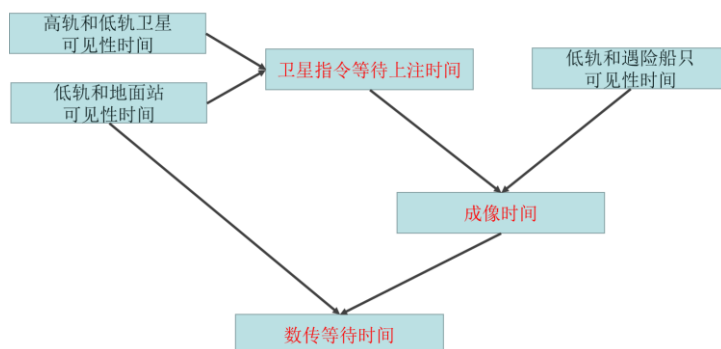 高轨和低轨卫星
可见性时间
卫星指令等待上注时间
低轨和遇险船只
可见性时间
低轨和地面站
可见性时间
成像时间
数传等待时间